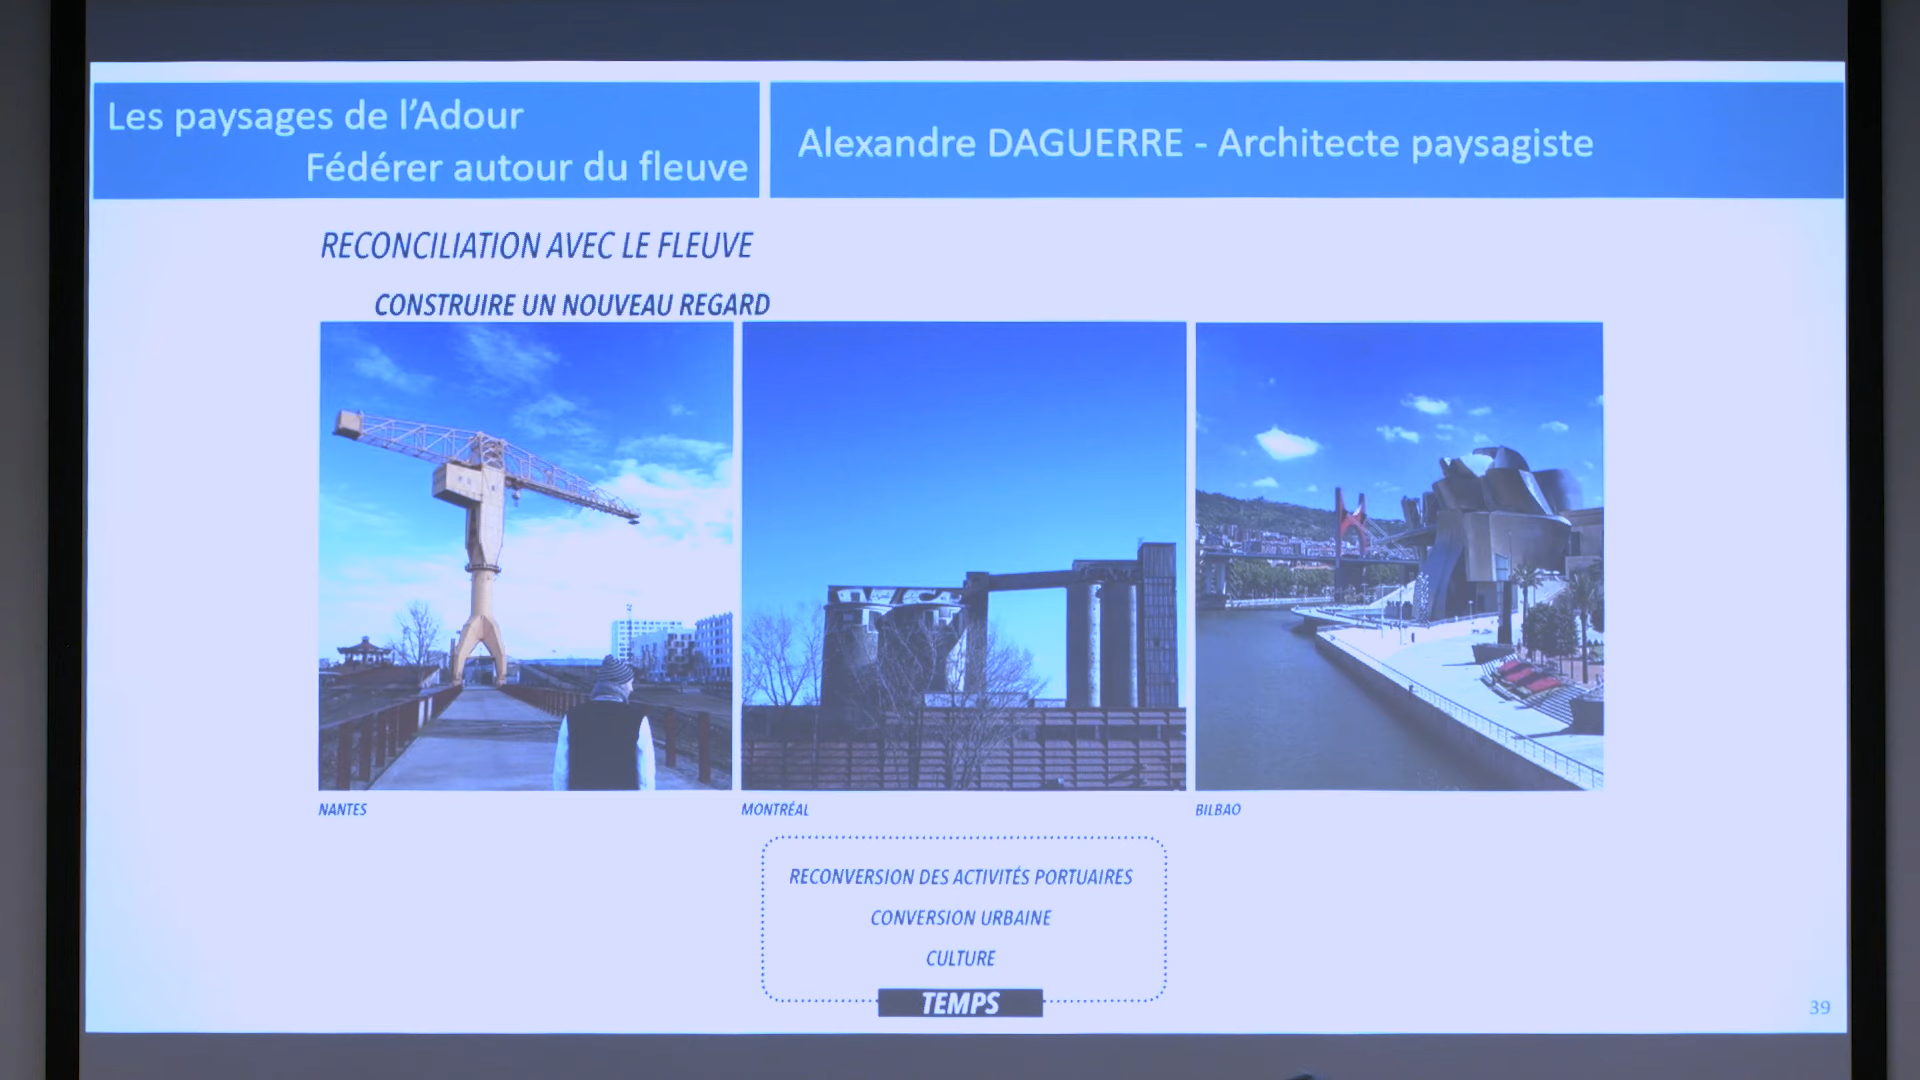 Les paysages de l'Adour
Fédérer autour du fleuve
Alexandre DAGUERRE - Architecte paysagiste
RECONCILIATION AVEC LE FLEUVE
CONSTRUIRE UN NOUVEAU REGARD
NANTES
MONTRÉAL
BILBAO
RECONVERSION DES ACTIVITÉS PORTUAIRES
CONVERSION URBAINE
CULTURE
TEMPS
39